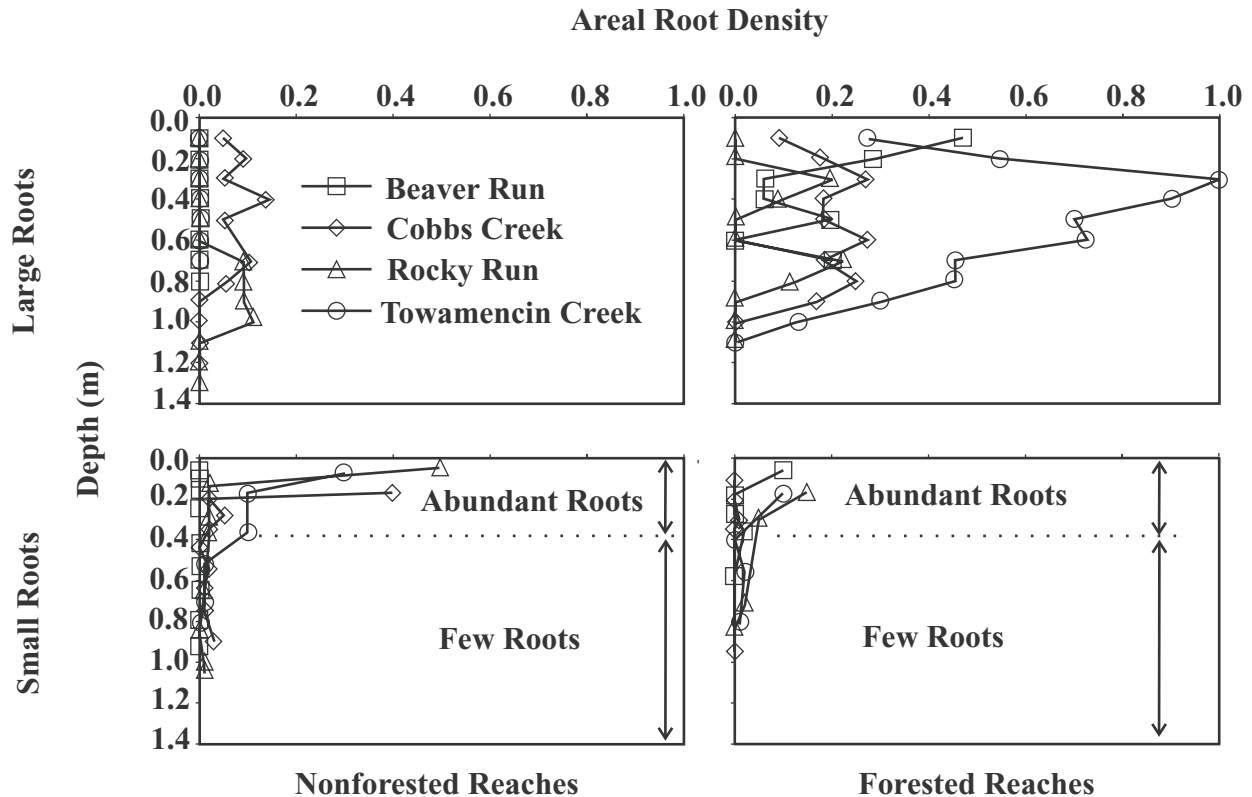 Areal Root Density
0.0 0.2 0.4 0.6 0.8 1.0
0.0 0.2 0.4 0.6 0.8 1.0
Large Roots
0.0
0.2
0.4
0.6
0.8
1.0
1.2
1.4
Beaver Run
Cobbs Creek
Rocky Run
Towamencin Creek
Depth (m)
Small Roots
0.0
0.2
0.4
0.6
0.8
1.0
1.2
1.4
Abundant Roots
Few Roots
Abundant Roots
Few Roots
Nonforested Reaches
Forested Reaches